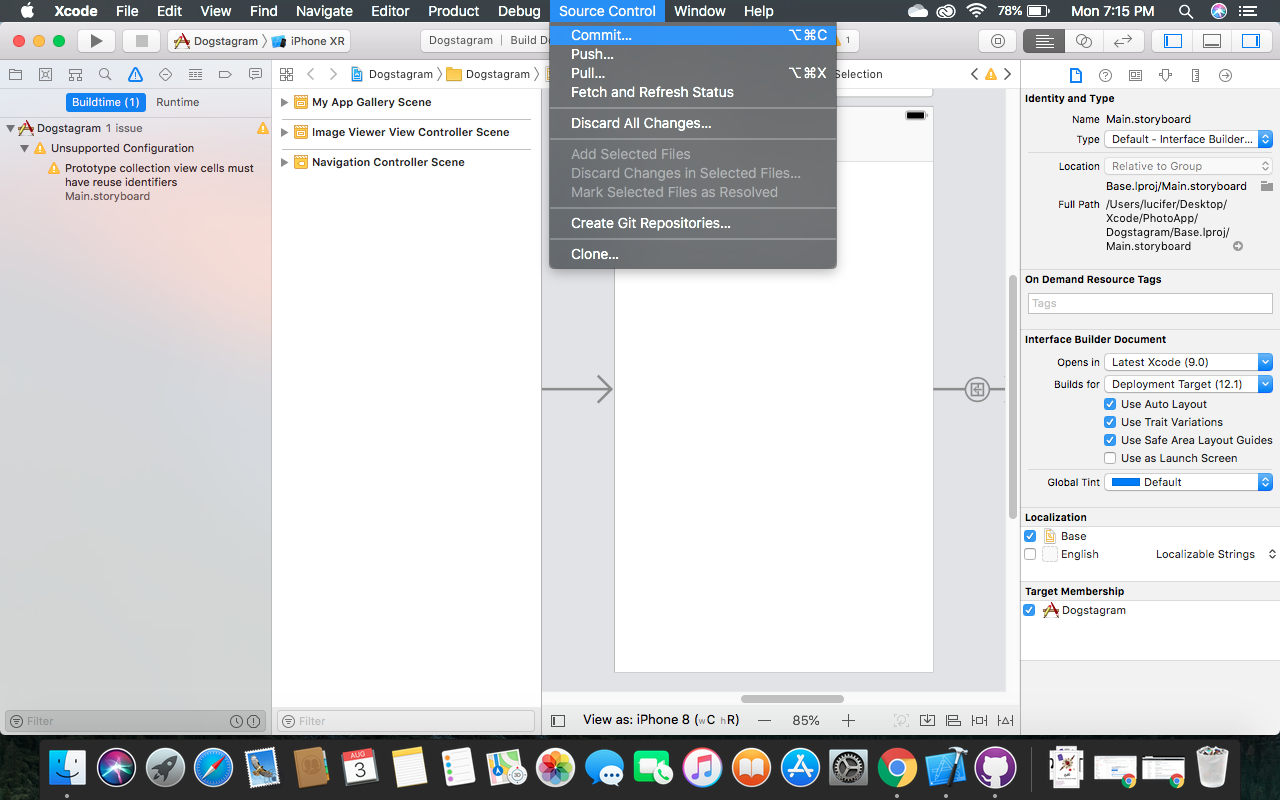 Xcode File Edit View Find Navigate Editor Product Debug Source Control Window Help 78% Mon 7:15 PM
Dogstagram iPhone XR Dogstagram Build 1
Commit... ⌥⌘C
Push...
Pull... ⌥⌘X
Fetch and Refresh Status
Discard All Changes...
Add Selected Files
Discard Changes in Selected Files...
Mark Selected Files as Resolved
Create Git Repositories...
Clone...
Dogstagram Dogstagram Selection
Buildtime (1) Runtime
Dogstagram 1 issue
Unsupported Configuration
Prototype collection view cells must
have reuse identifiers
Main.storyboard
Filter
My App Gallery Scene
Image Viewer View Controller Scene
Navigation Controller Scene
Filter
View as: iPhone 8 (wC hR) — 85% +
Identity and Type
Name Main.storyboard
Type Default - Interface Builder...
Location Relative to Group
Base.lproj/Main.storyboard
Full Path /Users/lucifer/Desktop/
Xcode/PhotoApp/
Dogstagram/Base.lproj/
Main.storyboard
On Demand Resource Tags
Tags
Interface Builder Document
Opens in Latest Xcode (9.0)
Builds for Deployment Target (12.1)
Use Auto Layout
Use Trait Variations
Use Safe Area Layout Guides
Use as Launch Screen
Global Tint Default
Localization
Base
English Localizable Strings
Target Membership
Dogstagram
AUG
3